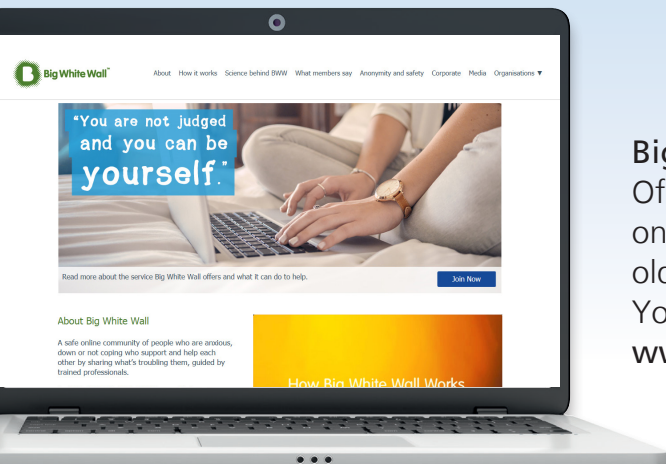 Big White Wall™
About How it works Science behind BWW What members say Anonymity and safety Corporate Media Organisations ▼
"You are not judged
and you can be
yourself."
Read more about the service Big White Wall offers and what it can do to help.
Join Now
About Big White Wall
A safe online community of people who are anxious,
down or not coping who support and help each
other by sharing what's troubling them, guided by
trained professionals.
How Big White Wall Works
Big
Of
on
old
Yo
ww